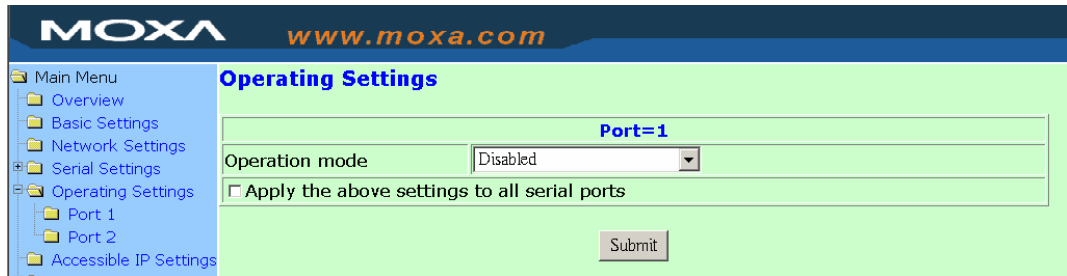 MOXA www.moxa.com
Main Menu
Overview
Basic Settings
Network Settings
Serial Settings
Operating Settings
Port 1
Port 2
Accessible IP Settings
Operating Settings
Port=1
Operation mode Disabled
Apply the above settings to all serial ports
Submit